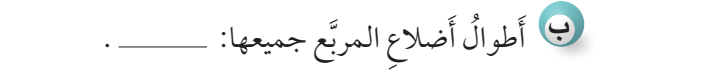 ب أَطوالُ أَضلاعِ المربَّع جميعها: ______ .